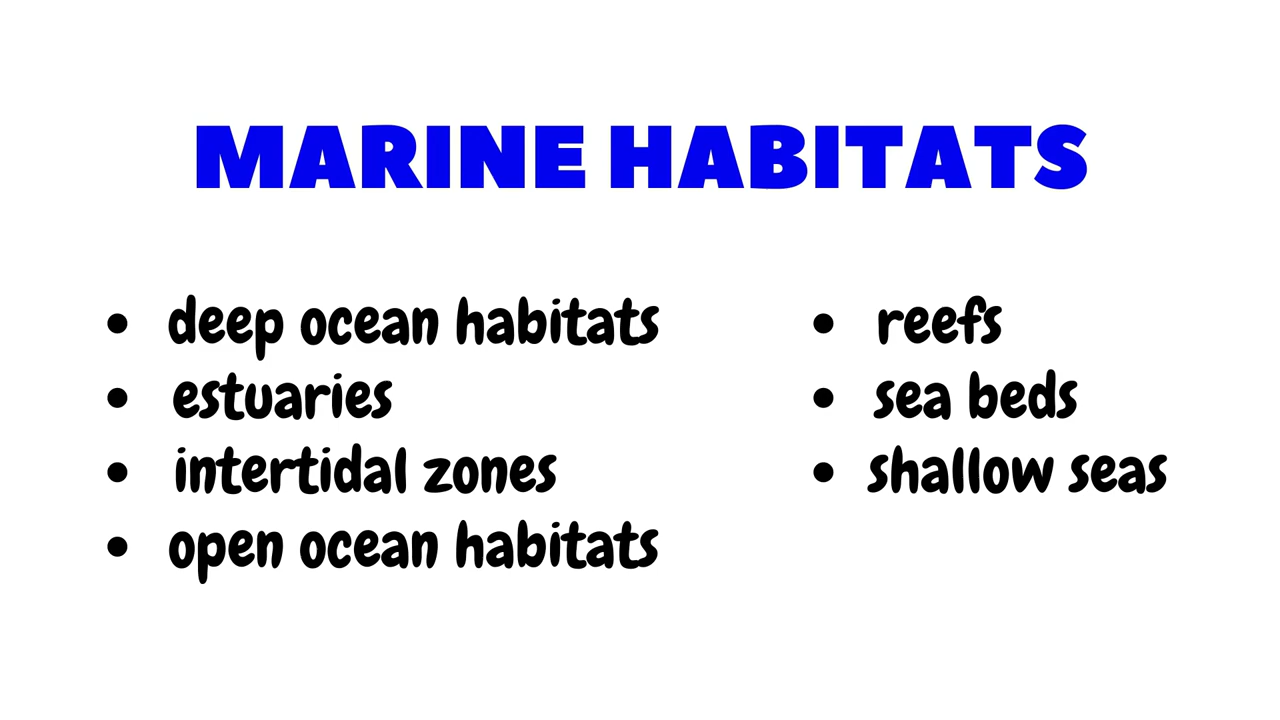 MARINE HABITATS
• deep ocean habitats
• estuaries
• intertidal zones
• open ocean habitats
• reefs
• sea beds
• shallow seas